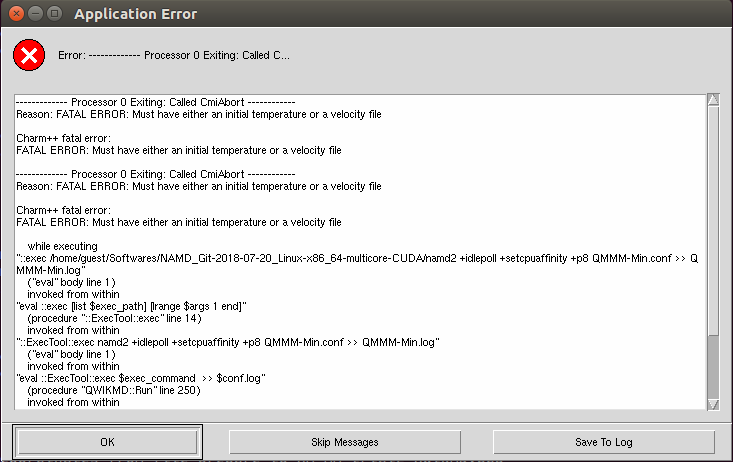 Application Error
Error: ------------- Processor 0 Exiting: Called C...
------------- Processor 0 Exiting: Called CmiAbort ------------
Reason: FATAL ERROR: Must have either an initial temperature or a velocity file
Charm++ fatal error:
FATAL ERROR: Must have either an initial temperature or a velocity file
------------- Processor 0 Exiting: Called CmiAbort ------------
Reason: FATAL ERROR: Must have either an initial temperature or a velocity file
Charm++ fatal error:
FATAL ERROR: Must have either an initial temperature or a velocity file
while executing
"::exec /home/guest/Softwares/NAMD_Git-2018-07-20_Linux-x86_64-multicore-CUDA/namd2 +idlepoll +setcpuaffinity +p8 QMMM-Min.conf >> Q
MMM-Min.log"
("eval" body line 1)
invoked from within
"eval ::exec [list $exec_path] [lrange $args 1 end]"
(procedure "::ExecTool::exec" line 14)
invoked from within
"::ExecTool::exec namd2 +idlepoll +setcpuaffinity +p8 QMMM-Min.conf >> QMMM-Min.log"
("eval" body line 1)
invoked from within
"eval ::ExecTool::exec $exec_command  >> $conf.log"
(procedure "QWIKMD::Run" line 250)
invoked from within
OK
Skip Messages
Save To Log